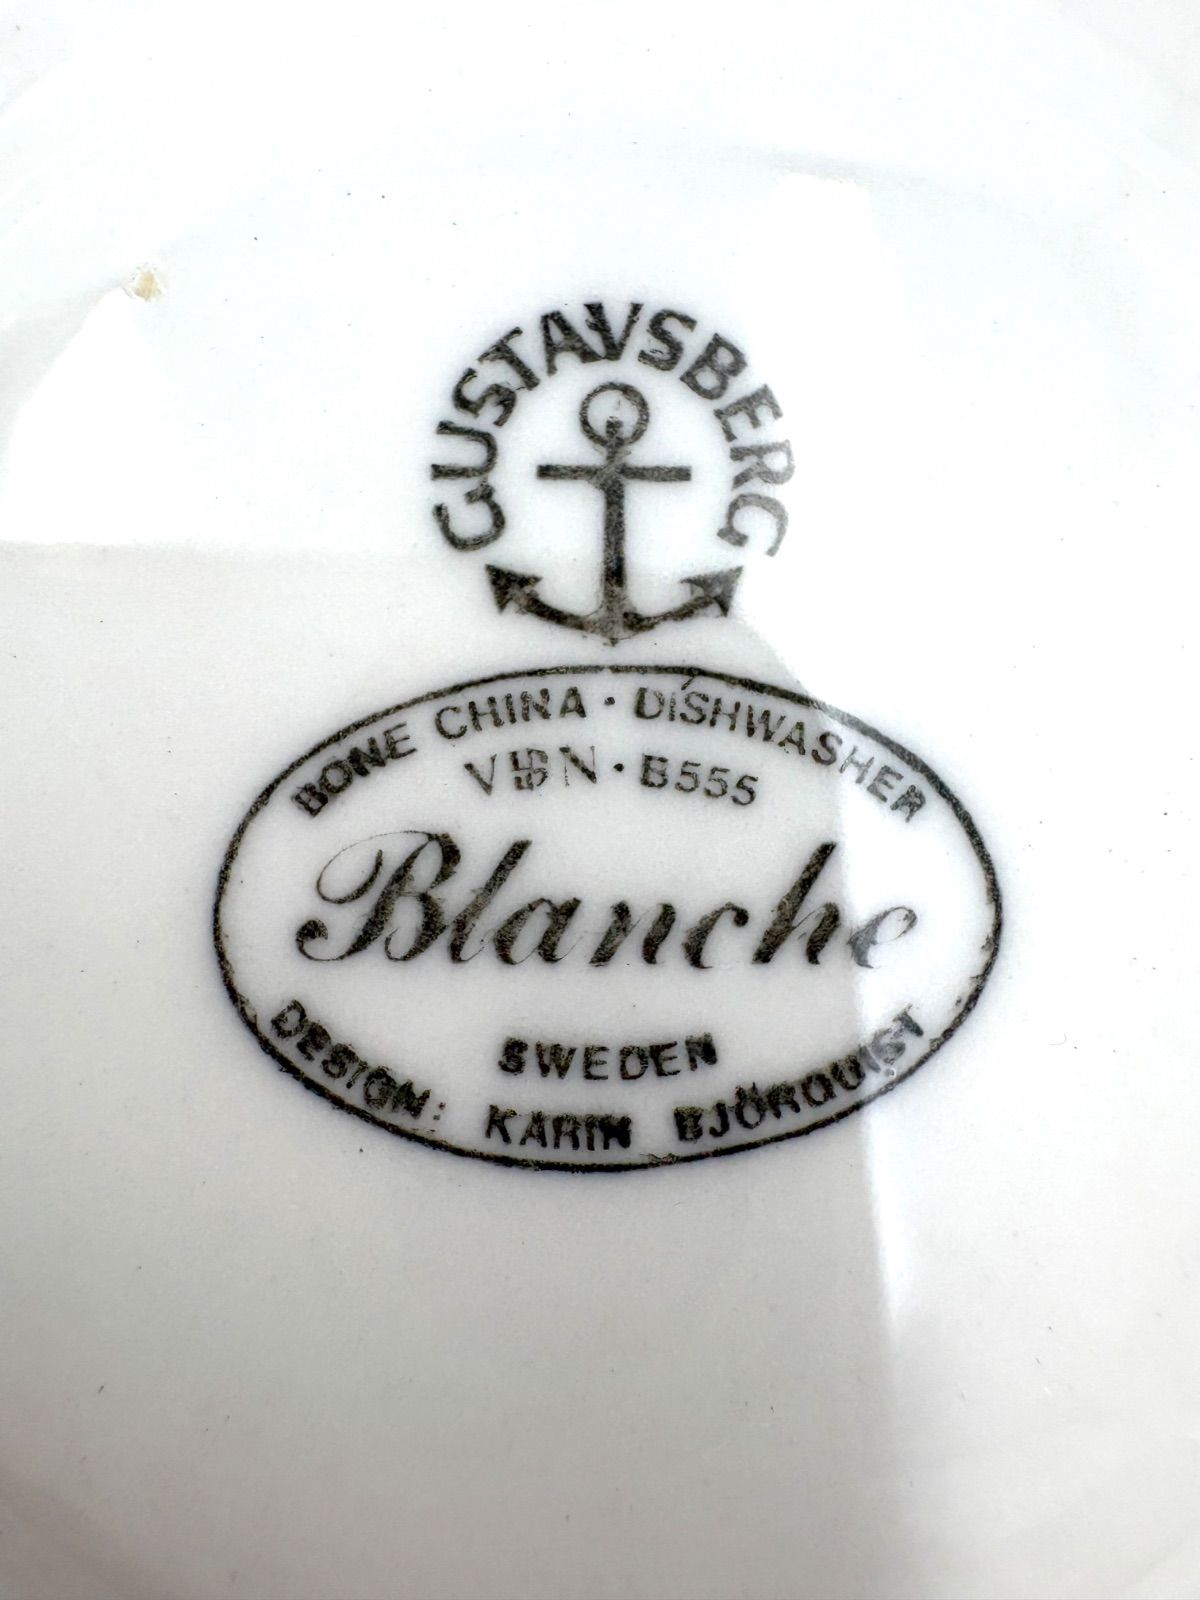 GUSTAVSBERG
BONE CHINA · DISHWASHER
VBN · B555
Blanche
SWEDEN
DESIGN: KARIN BJÖRQUIST